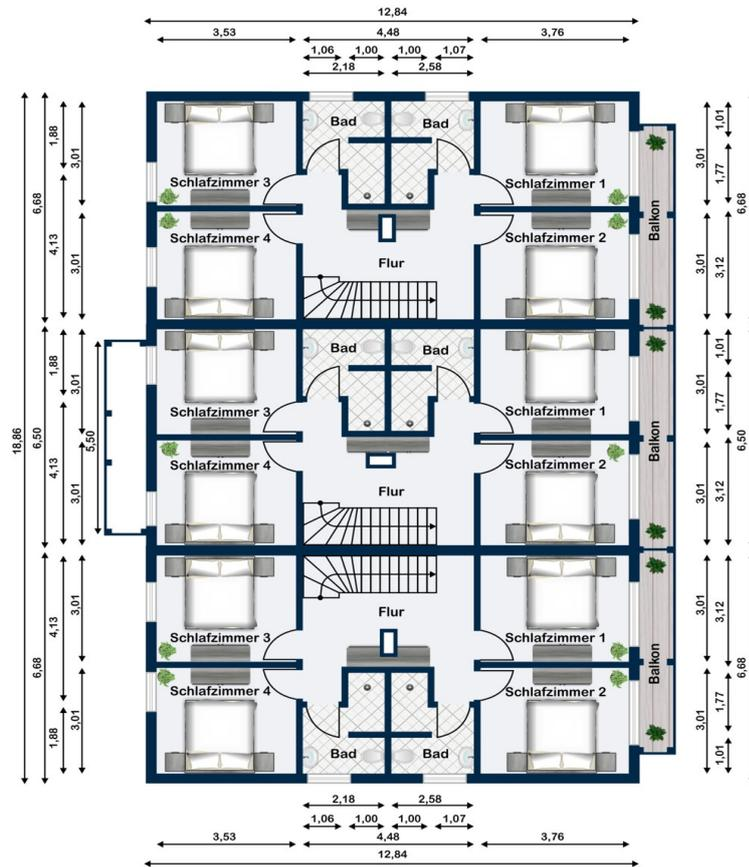 12,84
3,53 4,48 3,76
1,06 1,00 1,00 1,07
2,18 2,58
Bad Bad
1,88 3,01 3,01 1,01
Schlafzimmer 3 Schlafzimmer 1
1,77
6,68 6,68
Schlafzimmer 4 Schlafzimmer 2
Balkon
4,13 3,01 Flur 3,01 3,12
Bad Bad
1,88 3,01 3,01 1,01
Schlafzimmer 3 Schlafzimmer 1
1,77
18,86 6,50 5,50 Balkon 6,50
Schlafzimmer 4 Schlafzimmer 2
4,13 3,01 Flur 3,01 3,12
Flur
4,13 3,01 3,01 3,12
Schlafzimmer 3 Schlafzimmer 1
6,68 Balkon 6,68
Schlafzimmer 4 Schlafzimmer 2
3,01 3,01 1,77
1,88 Bad Bad 1,01
2,18 2,58
1,06 1,00 1,00 1,07
3,53 4,48 3,76
12,84